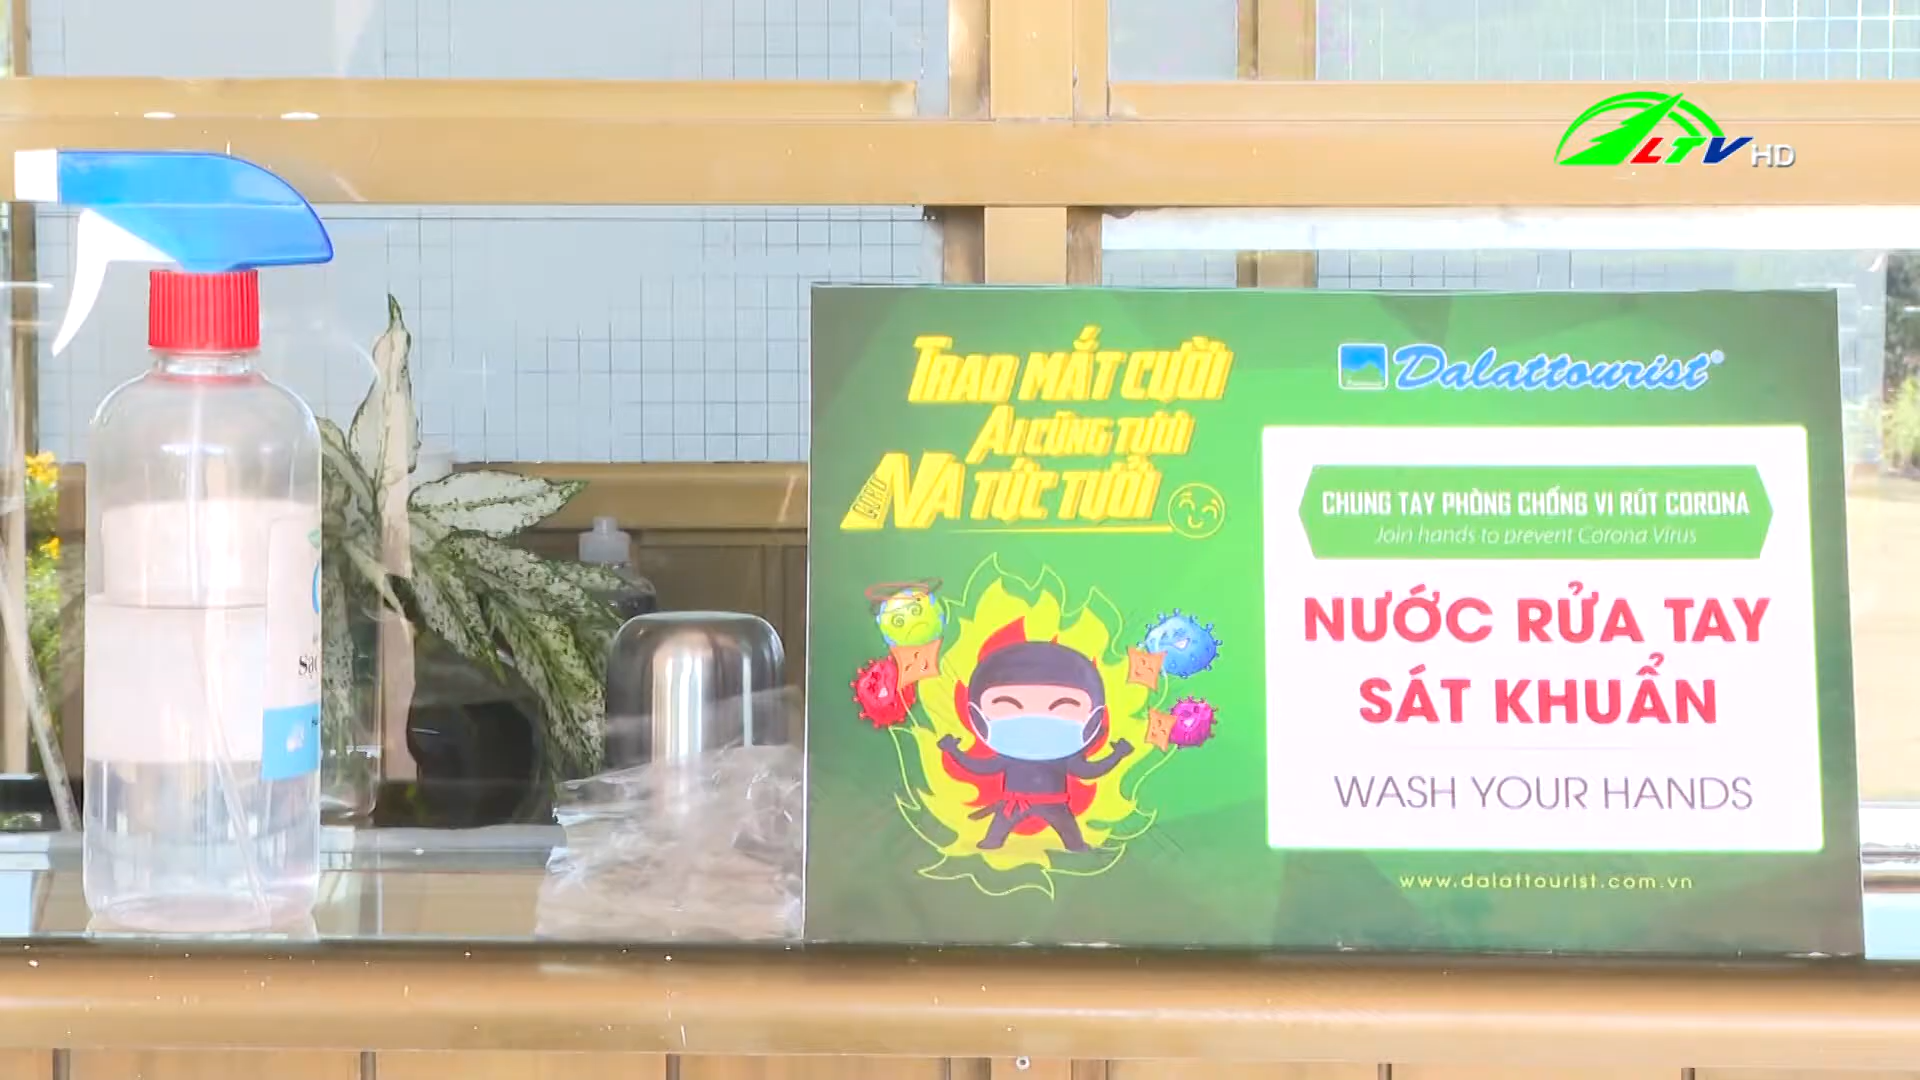 LTV HD
TRAO MẮT CƯỜI
AI CŨNG TƯƠI
CORO NA TỨC TƯỞI
Dalattourist®
CHUNG TAY PHÒNG CHỐNG VI RÚT CORONA
Join hands to prevent Corona Virus
NƯỚC RỬA TAY
SÁT KHUẨN
WASH YOUR HANDS
www.dalattourist.com.vn